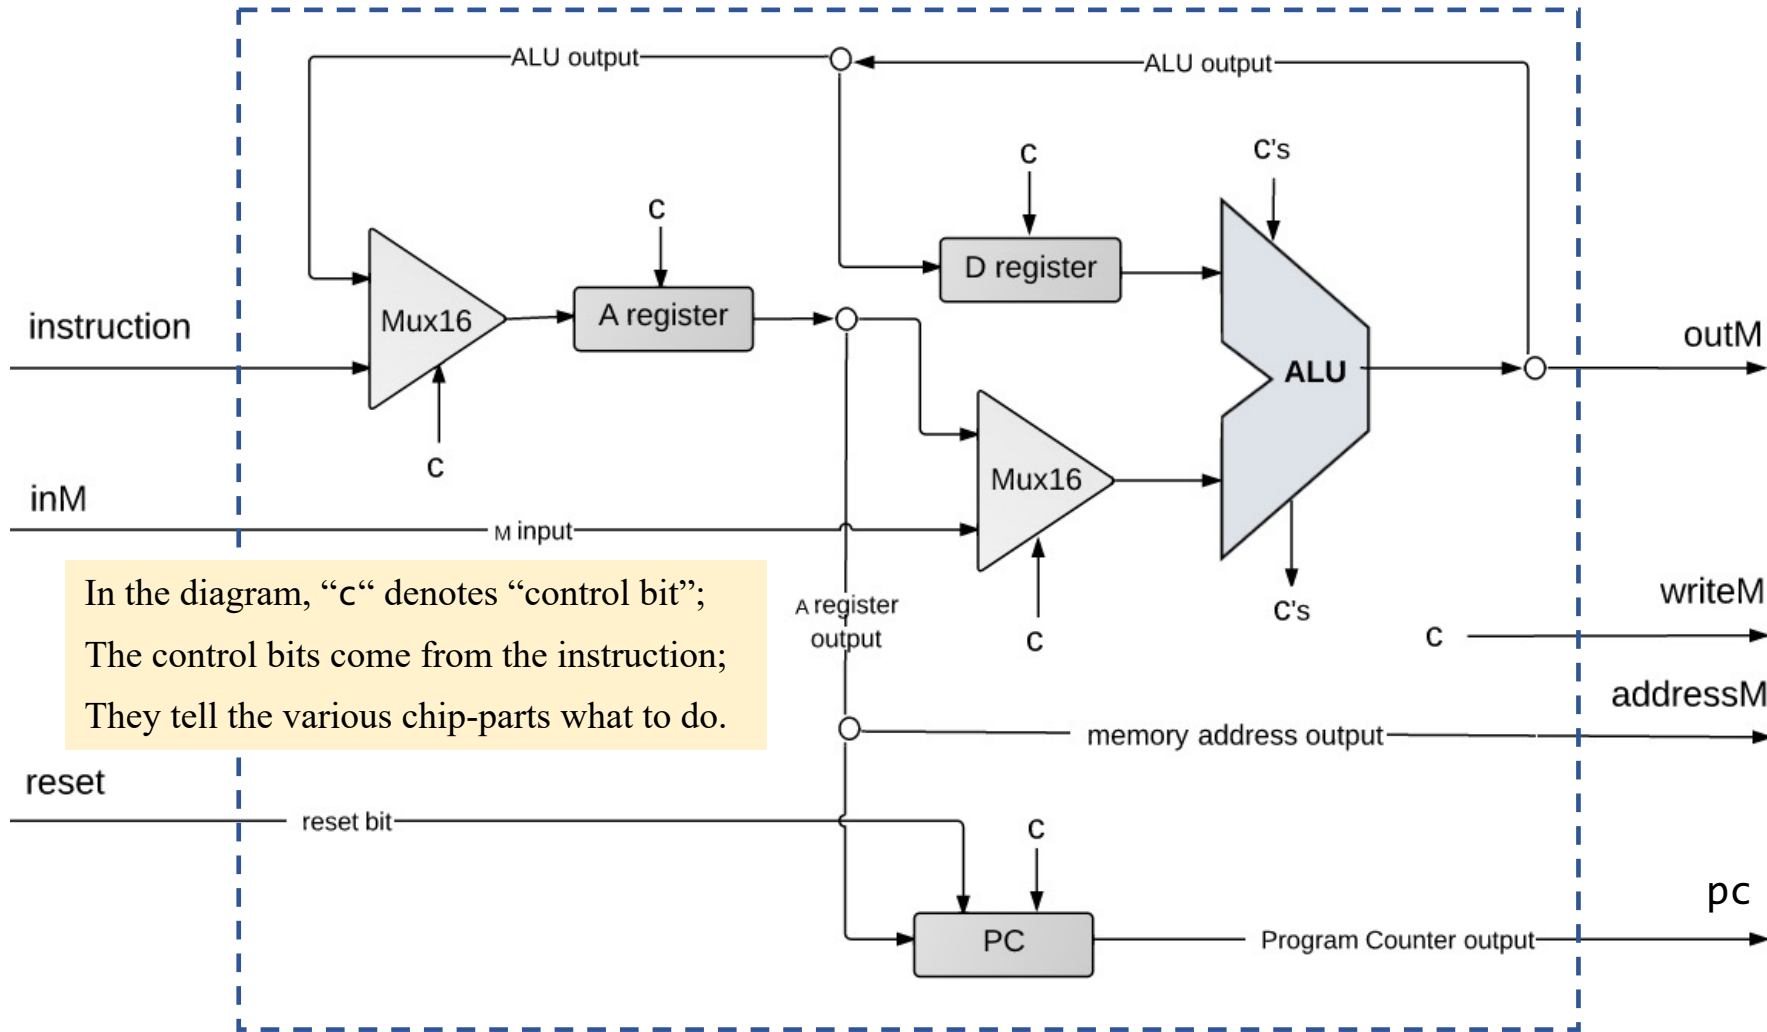 ALU output
ALU output
c
c's
c
D register
instruction
Mux16
A register
outM
ALU
c
inM
Mux16
M input
In the diagram, “c“ denotes “control bit”;
The control bits come from the instruction;
They tell the various chip-parts what to do.
A register
output
c
c's
c
writeM
addressM
memory address output
reset
reset bit
c
pc
PC
Program Counter output